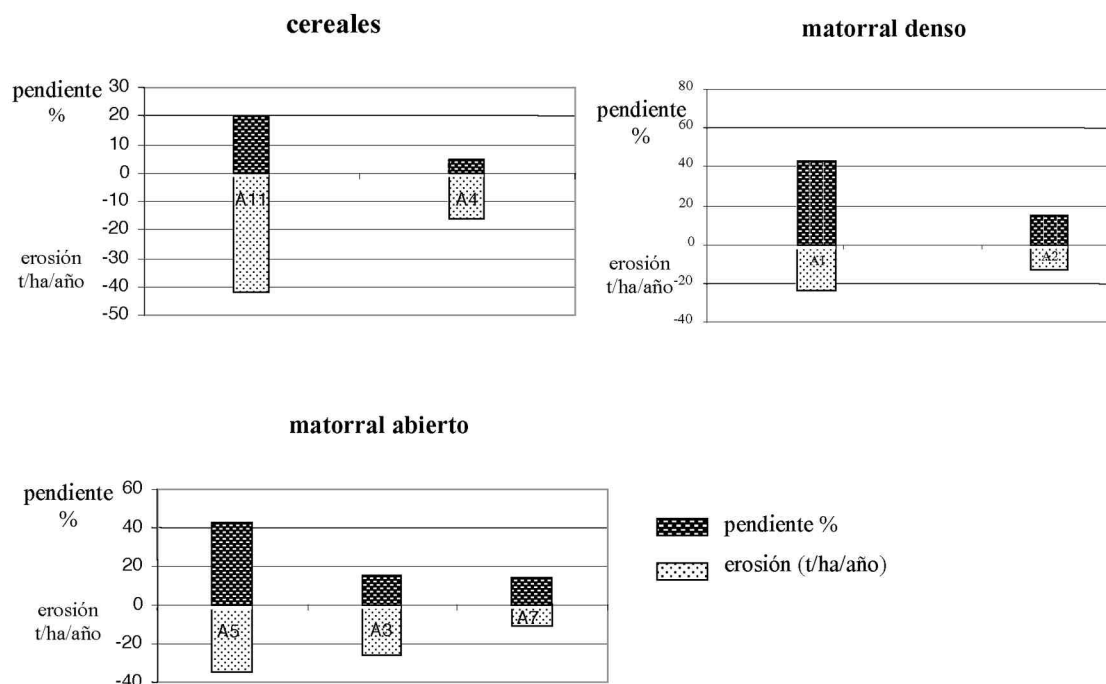 cereales
pendiente
%
30
20
10
0
-10
-20
-30
-40
-50
A11
A4
erosión
t/ha/año
matorral denso
pendiente
%
80
60
40
20
0
-20
-40
A1
A2
erosión
t/ha/año
matorral abierto
pendiente
%
60
40
20
0
-20
-40
A5
A3
A7
erosión
t/ha/año
pendiente %
erosión (t/ha/año)